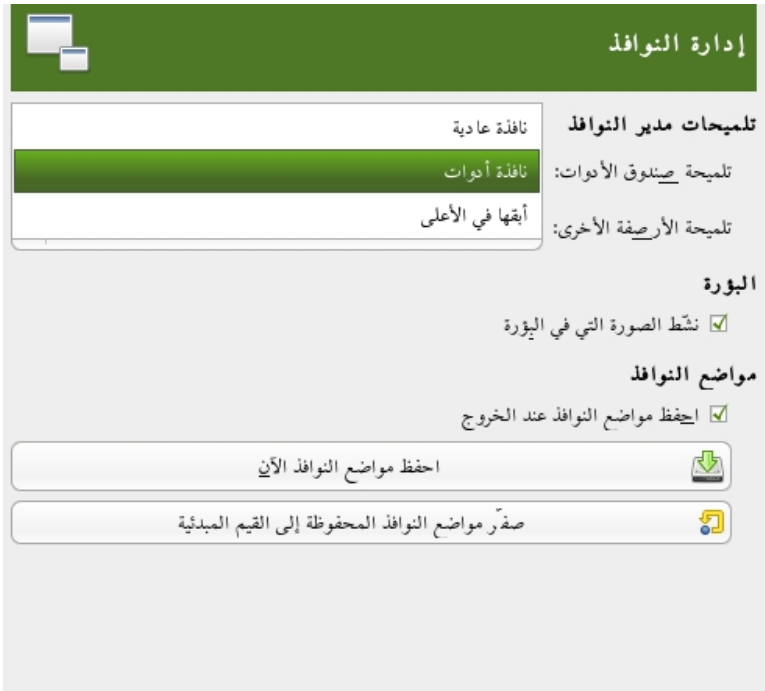 إدارة النوافذ
تلميحات مدير النوافذ
نافذة عادية
تلميحة صندوق الأدوات:
نافذة أدوات
أبقها في الأعلى
تلميحة الأرصفة الأخرى:
البؤرة
نشّط الصورة التي في البؤرة
مواضع النوافذ
احفظ مواضع النوافذ عند الخروج
احفظ مواضع النوافذ الآن
صفّر مواضع النوافذ المحفوظة إلى القيم المبدئية